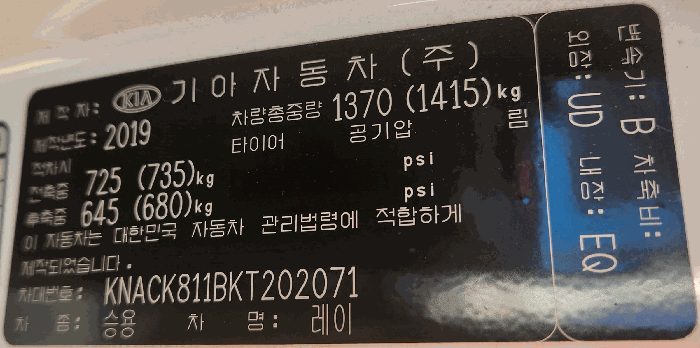 제 작 자: KIA 기 아 자 동 차 ( 주 )
제작년도: 2019 차량총중량 1370 (1415)kg
타이어 공기압 림
적차시
전축중 725 (735)kg psi
후축중 645 (680)kg psi
이 자동차는 대한민국 자동차 관리법령에 적합하게
제작되었습니다.
차대번호: KNACK811BKT202071
차 종: 승용 차 명: 레이
변속기: B 차축비:
외장: UD 내장: EQ